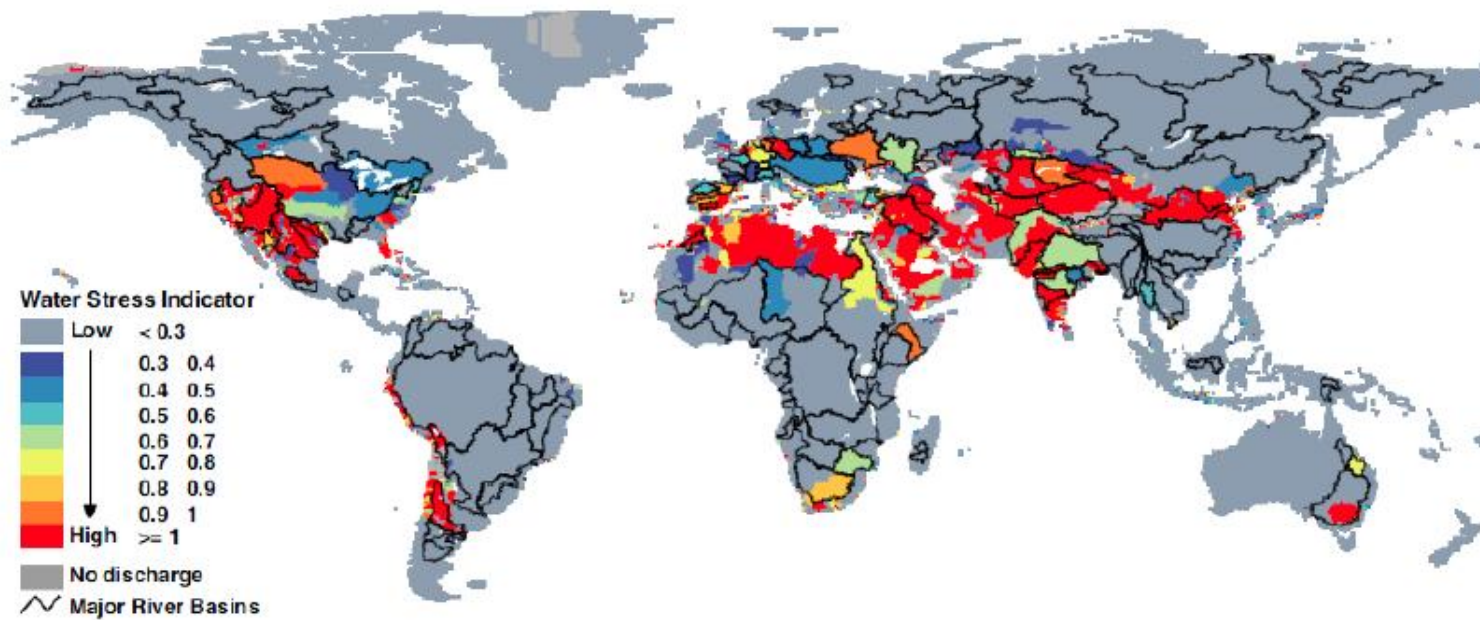 Water Stress Indicator
Low < 0.3
0.3 0.4
0.4 0.5
0.5 0.6
0.6 0.7
0.7 0.8
0.8 0.9
0.9 1
High >= 1
No discharge
Major River Basins